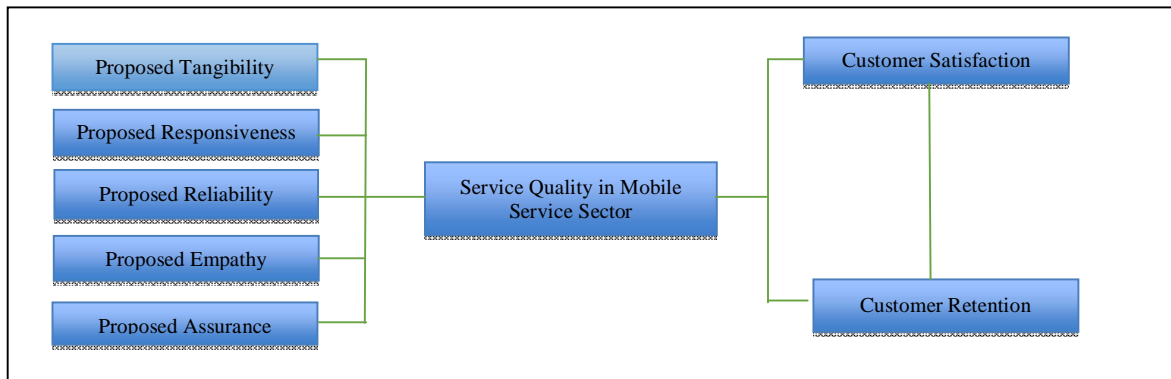 Proposed Tangibility
Proposed Responsiveness
Proposed Reliability
Proposed Empathy
Proposed Assurance
Service Quality in Mobile
Service Sector
Customer Satisfaction
Customer Retention